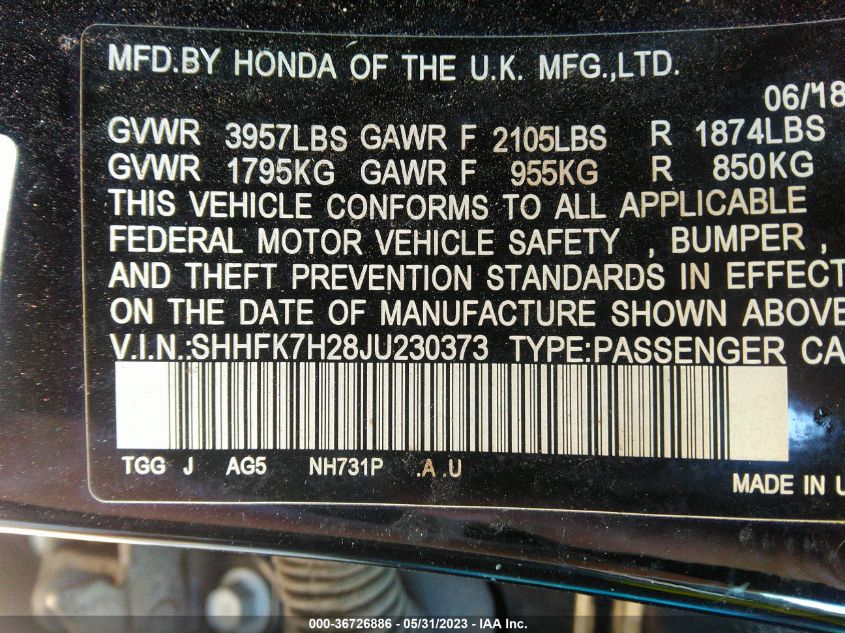 MFD.BY HONDA OF THE U.K. MFG.,LTD.
06/18
GVWR 3957LBS GAWR F 2105LBS R 1874LBS
GVWR 1795KG GAWR F 955KG R 850KG
THIS VEHICLE CONFORMS TO ALL APPLICABLE
FEDERAL MOTOR VEHICLE SAFETY , BUMPER ,
AND THEFT PREVENTION STANDARDS IN EFFECT
ON THE DATE OF MANUFACTURE SHOWN ABOVE
V.I.N.:SHHFK7H28JU230373 TYPE:PASSENGER CA
TGG J AG5 NH731P .A .U
MADE IN U
000-36726886 - 05/31/2023 - IAA Inc.